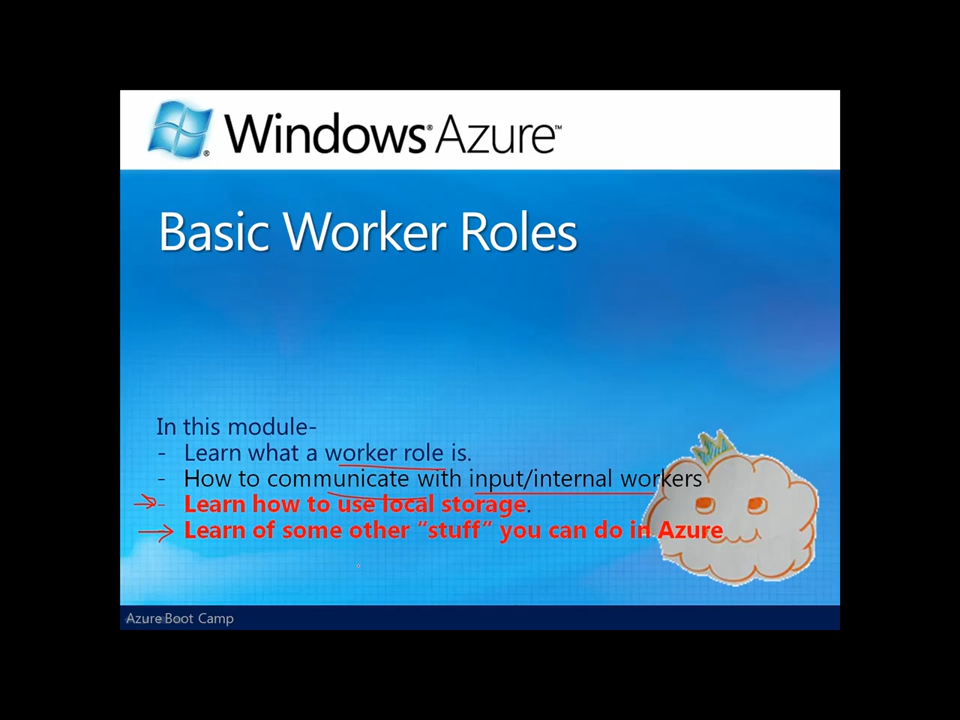 Windows® Azure™
Basic Worker Roles
In this module-
- Learn what a worker role is.
- How to communicate with input/internal workers
- Learn how to use local storage.
Learn of some other “stuff” you can do in Azure
Azure Boot Camp